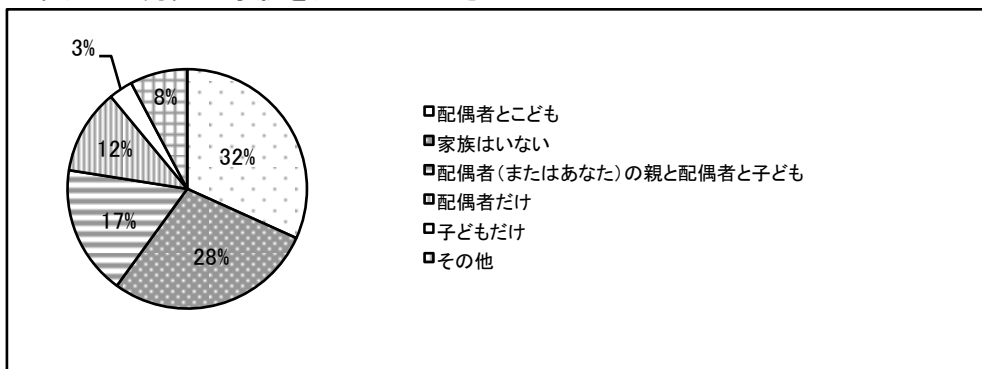 3%
8%
32%
12%
17%
28%
配偶者とこども
家族はいない
配偶者(またはあなた)の親と配偶者と子ども
配偶者だけ
子どもだけ
その他